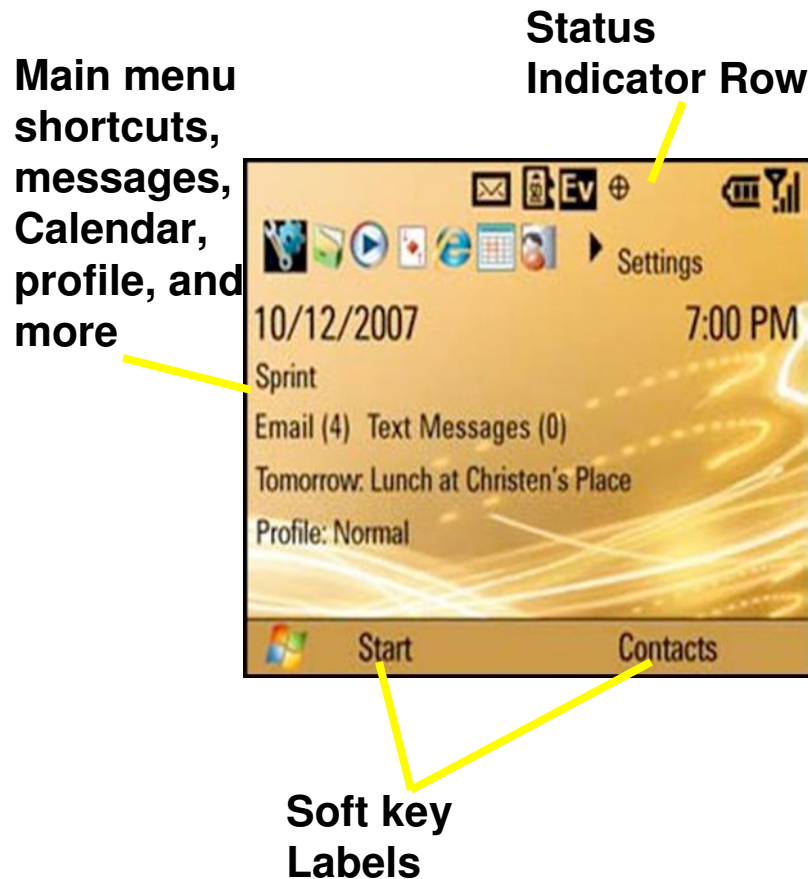 Status
Indicator Row
Main menu
shortcuts,
messages,
Calendar,
profile, and
more
Ev
Settings
10/12/2007 7:00 PM
Sprint
Email (4) Text Messages (0)
Tomorrow: Lunch at Christen's Place
Profile: Normal
Start Contacts
Soft key
Labels